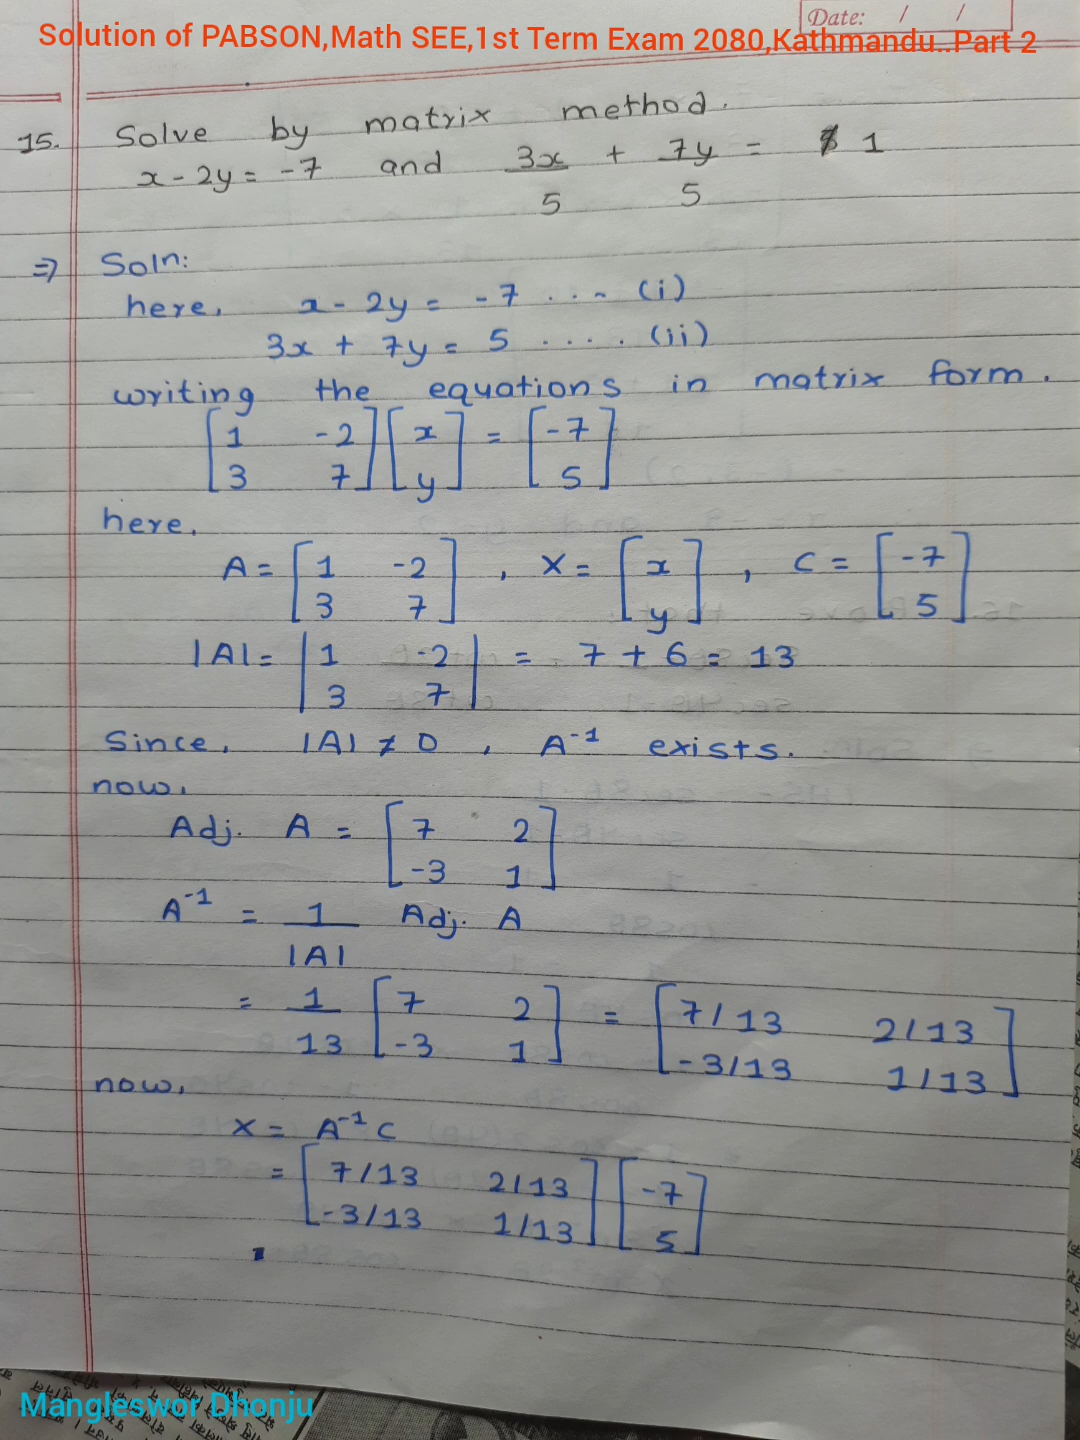 Date: / /
Solution of PABSON,Math SEE,1st Term Exam 2080,Kathmandu..Part 2
15. Solve by matrix method.
x - 2y = -7 and 3x/5 + 7y/5 = 1
⇒ Soln:
here, x - 2y = -7 .... (i)
3x + 7y = 5 .... (ii)
writing the equations in matrix form.
[1 -2] [x] = [-7]
[3 7] [y] [5]
here,
A = [1 -2] , X = [x] , C = [-7]
[3 7] [y] [5]
|A| = |1 -2| = 7 + 6 = 13
|3 7|
Since, |A| ≠ 0 , A⁻¹ exists.
now,
Adj. A = [7 2]
[-3 1]
A⁻¹ = 1/|A| Adj. A
= 1/13 [7 2] = [7/13 2/13]
[-3 1] [-3/13 1/13]
now,
X = A⁻¹ C
= [7/13 2/13] [-7]
[-3/13 1/13] [5]
Mangleswor Dhonju